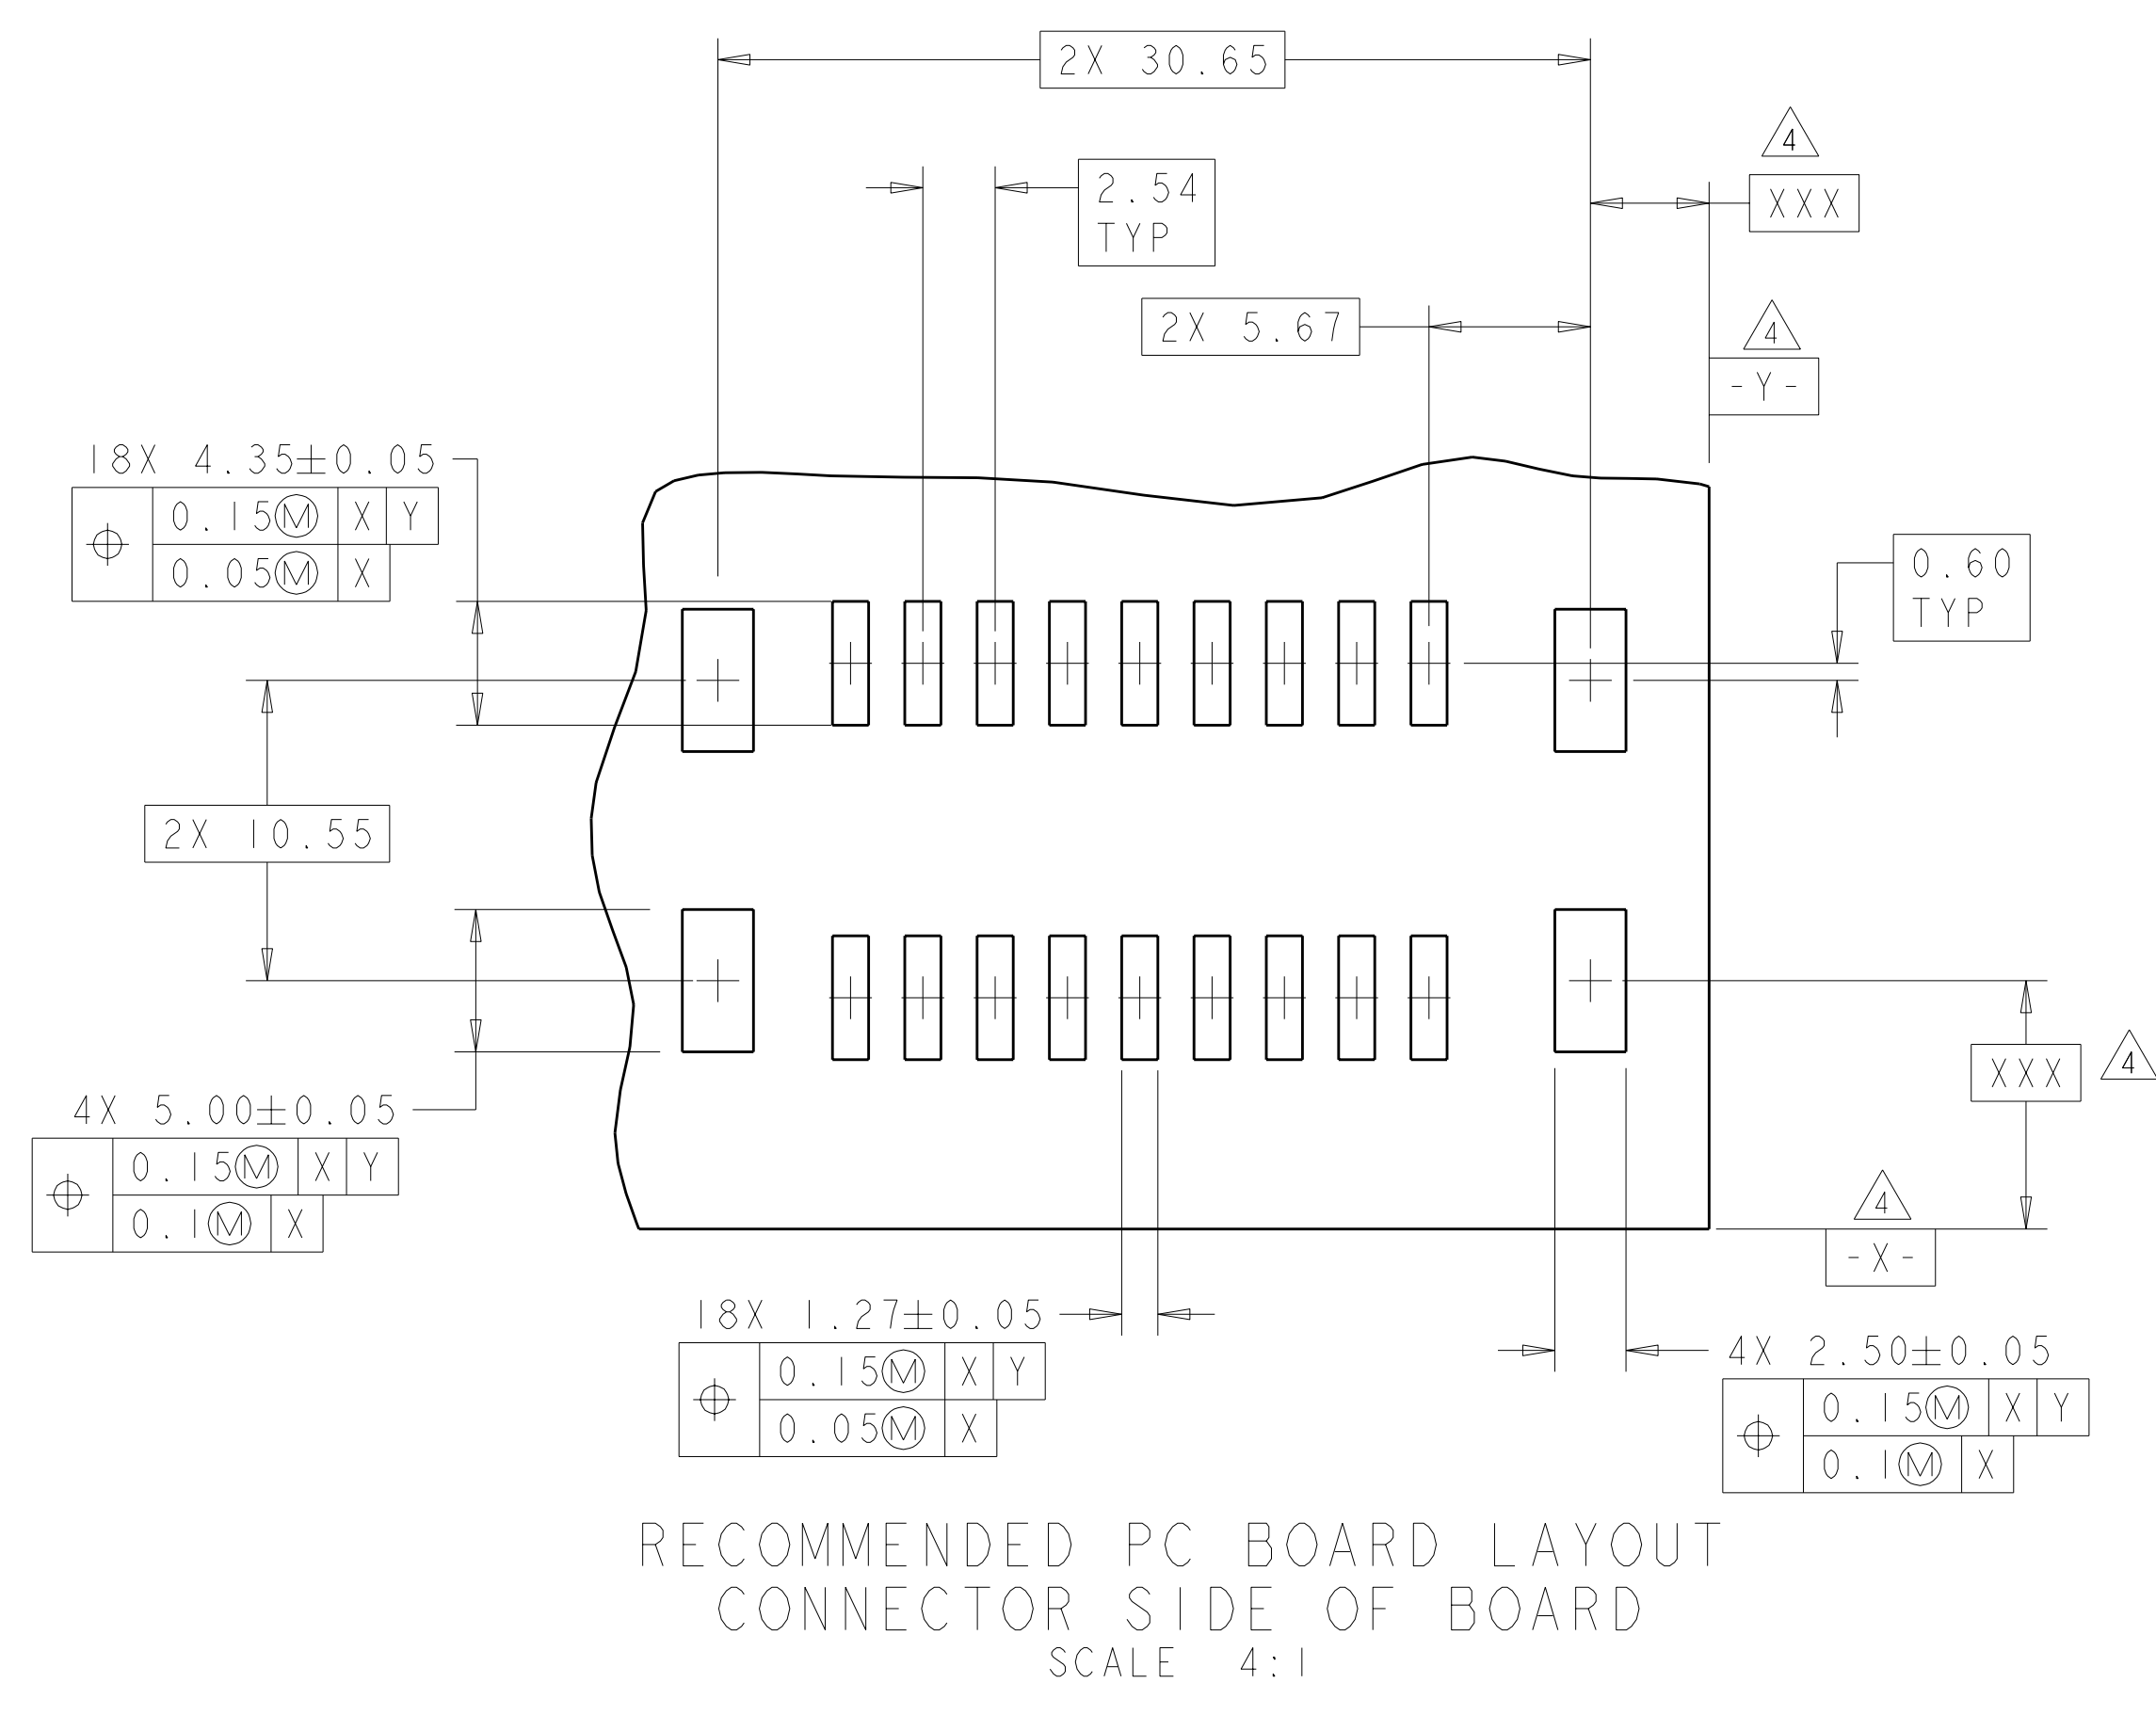 2X 30.65
4
2.54
TYP
XXX
2X 5.67
4
-Y-
18X 4.35±0.05
⌖ 0.15Ⓜ X Y
0.05Ⓜ X
0.60
TYP
2X 10.55
XXX
4
4X 5.00±0.05
⌖ 0.15Ⓜ X Y
0.1Ⓜ X
4
-X-
18X 1.27±0.05
⌖ 0.15Ⓜ X Y
0.05Ⓜ X
4X 2.50±0.05
⌖ 0.15Ⓜ X Y
0.1Ⓜ X
RECOMMENDED PC BOARD LAYOUT
CONNECTOR SIDE OF BOARD
SCALE 4:1